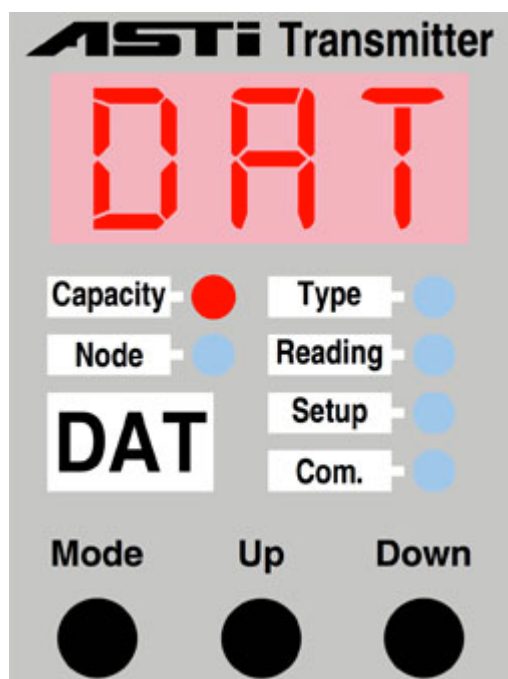 ASTi Transmitter
DAT
Capacity Type
Node Reading
DAT Setup
Com.
Mode Up Down